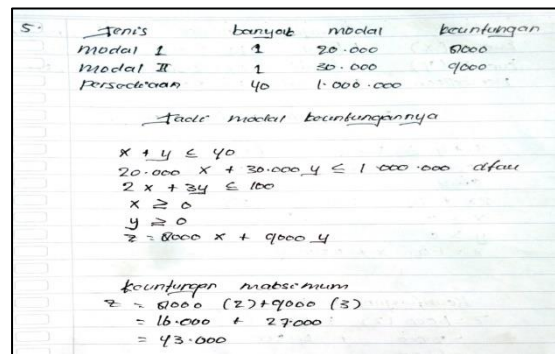 5. Jenis banyak modal keuntungan
modal I 1 20.000 8000
modal II 1 30.000 9000
persediaan 40 1.000.000
Jadi modal keuntungannya
x + y ≤ 40
20.000 x + 30.000 y ≤ 1.000.000 atau
2x + 3y ≤ 100
x ≥ 0
y ≥ 0
z = 8000 x + 9000 y
keuntungan maksimum
z = 8000 (2) + 9000 (3)
= 16.000 + 27.000
= 43.000